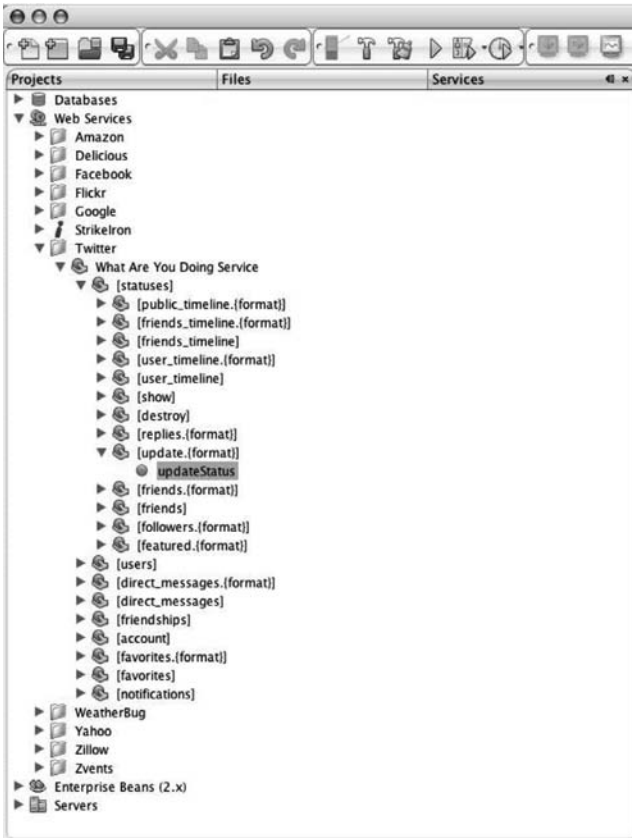 Projects Files Services
Databases
Web Services
Amazon
Delicious
Facebook
Flickr
Google
StrikeIron
Twitter
What Are You Doing Service
[statuses]
[public_timeline.{format}]
[friends_timeline.{format}]
[friends_timeline]
[user_timeline.{format}]
[user_timeline]
[show]
[destroy]
[replies.{format}]
[update.{format}]
updateStatus
[friends.{format}]
[friends]
[followers.{format}]
[featured.{format}]
[users]
[direct_messages.{format}]
[direct_messages]
[friendships]
[account]
[favorites.{format}]
[favorites]
[notifications]
WeatherBug
Yahoo
Zillow
Zvents
Enterprise Beans (2.x)
Servers